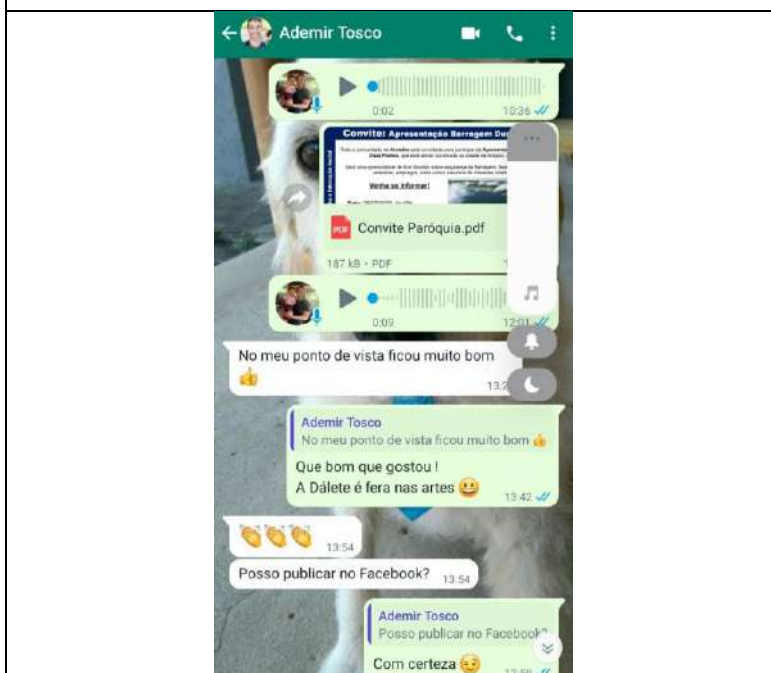 Ademir Tosco
0:02
10:36
Convite: Apresentação Barragem
Venha se informar!
Convite Paróquia.pdf
187 kB • PDF
0:09
12:01
No meu ponto de vista ficou muito bom
👍
Ademir Tosco
No meu ponto de vista ficou muito bom 👍
Que bom que gostou !
A Dálete é fera nas artes 😃
13:42
👏👏👏
13:54
Posso publicar no Facebook?
13:54
Ademir Tosco
Posso publicar no Facebook?
Com certeza 😉